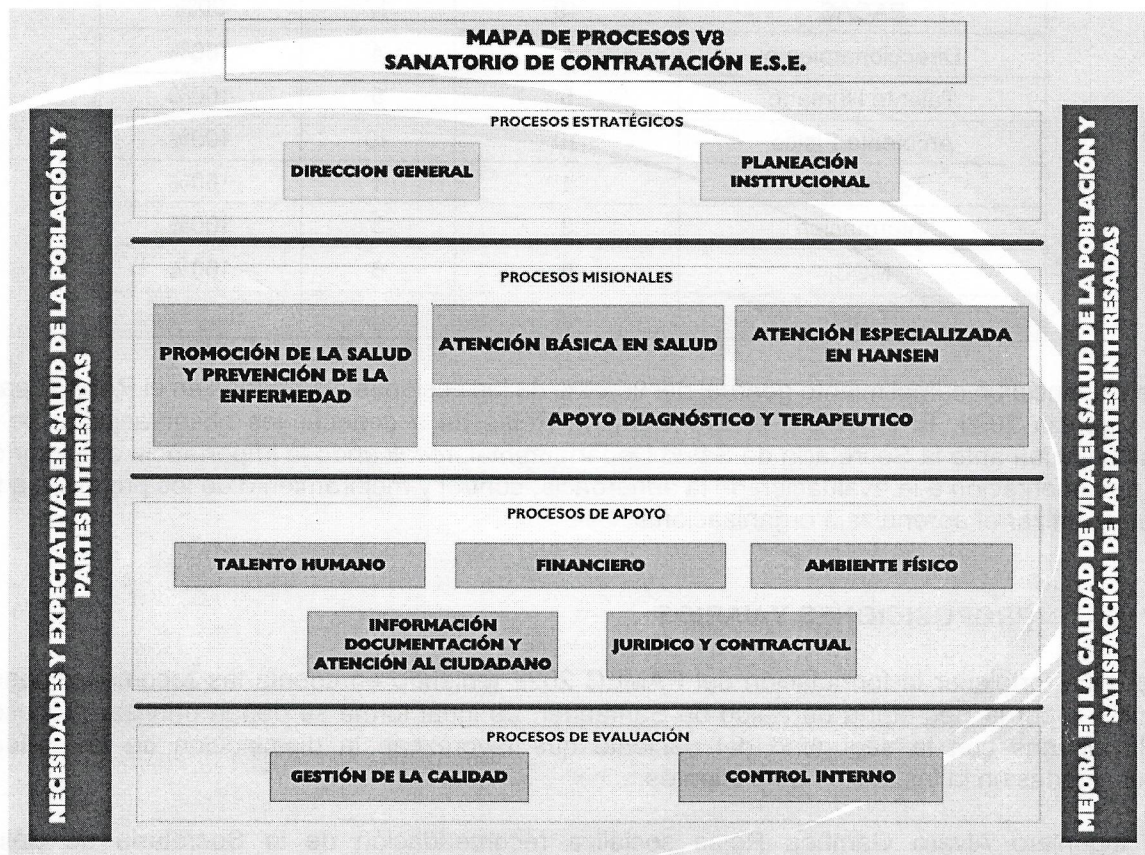 MAPA DE PROCESOS V8
SANATORIO DE CONTRATACIÓN E.S.E.
NECESIDADES Y EXPECTATIVAS EN SALUD DE LA POBLACIÓN Y
PARTES INTERESADAS
PROCESOS ESTRATÉGICOS
DIRECCION GENERAL
PLANEACIÓN
INSTITUCIONAL
PROCESOS MISIONALES
PROMOCIÓN DE LA SALUD
Y PREVENCIÓN DE LA
ENFERMEDAD
ATENCIÓN BÁSICA EN SALUD
ATENCIÓN ESPECIALIZADA
EN HANSEN
APOYO DIAGNÓSTICO Y TERAPEUTICO
PROCESOS DE APOYO
TALENTO HUMANO
FINANCIERO
AMBIENTE FÍSICO
INFORMACIÓN
DOCUMENTACIÓN Y
ATENCIÓN AL CIUDADANO
JURIDICO Y CONTRACTUAL
PROCESOS DE EVALUACIÓN
GESTIÓN DE LA CALIDAD
CONTROL INTERNO
MEJORA EN LA CALIDAD DE VIDA EN SALUD DE LA POBLACIÓN Y
SATISFACCIÓN DE LAS PARTES INTERESADAS